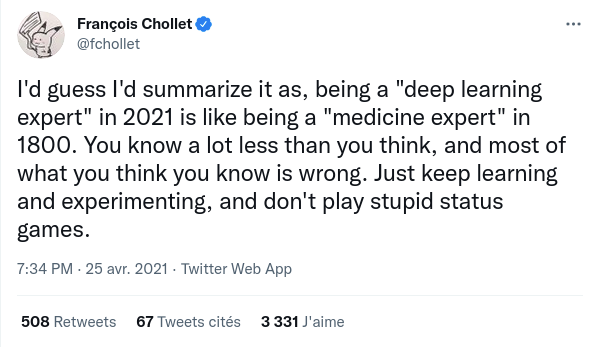 François Chollet
@fchollet
I'd guess I'd summarize it as, being a "deep learning
expert" in 2021 is like being a "medicine expert" in
1800. You know a lot less than you think, and most of
what you think you know is wrong. Just keep learning
and experimenting, and don't play stupid status
games.
7:34 PM · 25 avr. 2021 · Twitter Web App
508 Retweets 67 Tweets cités 3 331 J'aime